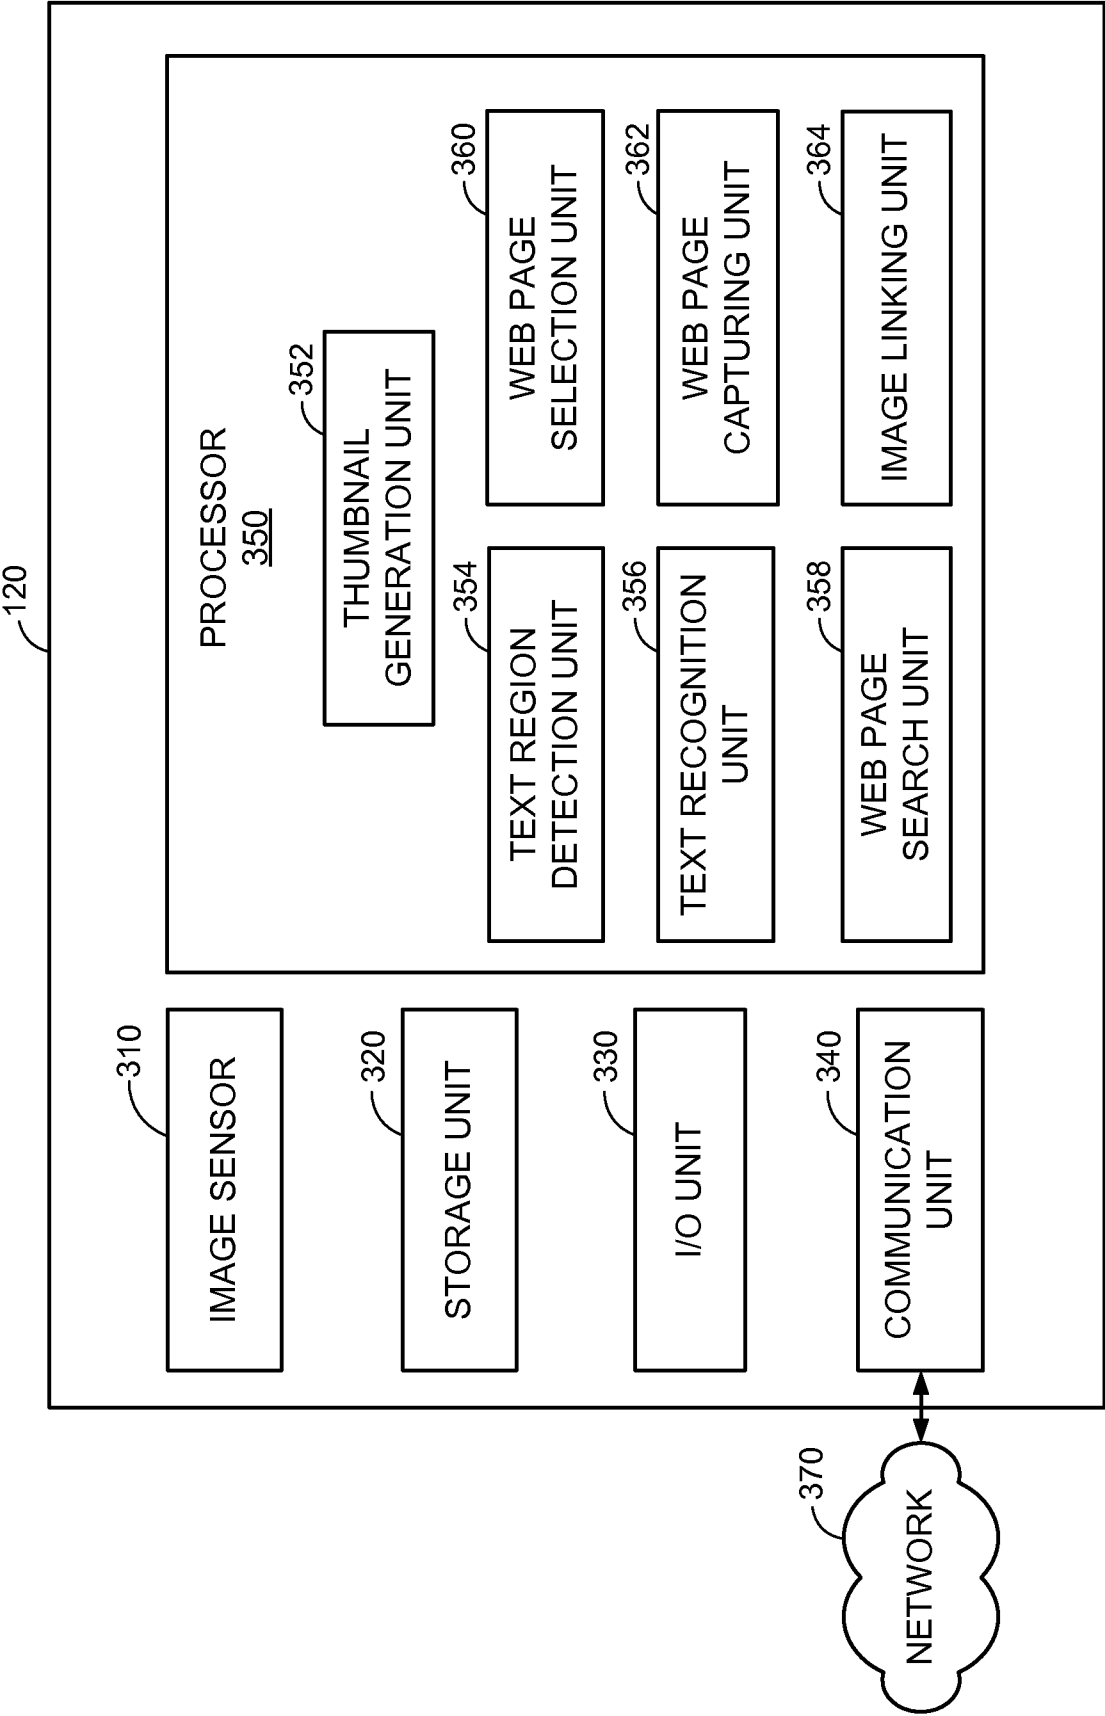 120
310
IMAGE SENSOR
320
STORAGE UNIT
330
I/O UNIT
340
COMMUNICATION
UNIT
370
NETWORK
PROCESSOR
350
352
THUMBNAIL
GENERATION UNIT
354
TEXT REGION
DETECTION UNIT
360
WEB PAGE
SELECTION UNIT
356
TEXT RECOGNITION
UNIT
362
WEB PAGE
CAPTURING UNIT
358
WEB PAGE
SEARCH UNIT
364
IMAGE LINKING UNIT